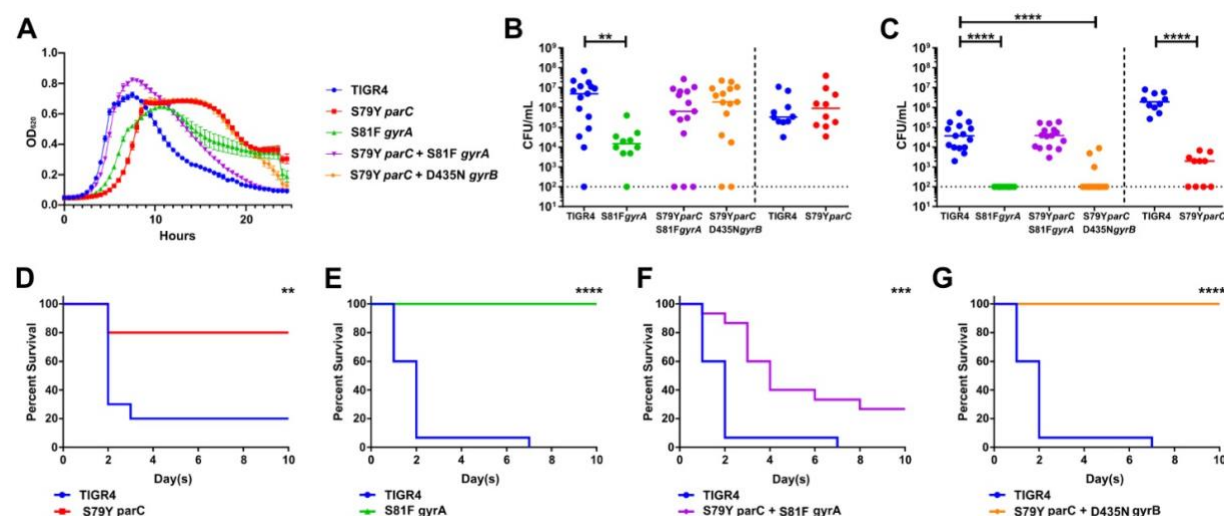 A
OD620
1.0
0.8
0.6
0.4
0.2
0.0
0
10
20
Hours
TIGR4
S79Y parC
S81F gyrA
S79Y parC + S81F gyrA
S79Y parC + D435N gyrB
B
**
CFU/mL
10⁹
10⁸
10⁷
10⁶
10⁵
10⁴
10³
10²
10¹
TIGR4
S81FgyrA
S79YparC
S81FgyrA
S79YparC
D435NgyrB
TIGR4
S79YparC
C
****
****
****
CFU/mL
10⁹
10⁸
10⁷
10⁶
10⁵
10⁴
10³
10²
10¹
TIGR4
S81FgyrA
S79YparC
S81FgyrA
S79YparC
D435NgyrB
TIGR4
S79YparC
D
**
Percent Survival
100
80
60
40
20
0
0 2 4 6 8 10
Day(s)
TIGR4
S79Y parC
E
****
Percent Survival
100
80
60
40
20
0
0 2 4 6 8 10
Day(s)
TIGR4
S81F gyrA
F
***
Percent Survival
100
80
60
40
20
0
0 2 4 6 8 10
Day(s)
TIGR4
S79Y parC + S81F gyrA
G
****
Percent Survival
100
80
60
40
20
0
0 2 4 6 8 10
Day(s)
TIGR4
S79Y parC + D435N gyrB